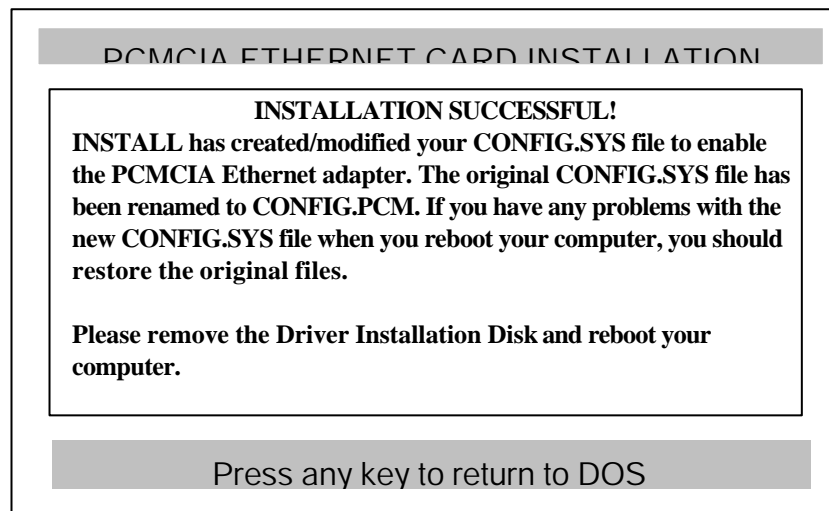 PCMCIA ETHERNET CARD INSTALLATION
INSTALLATION SUCCESSFUL!
INSTALL has created/modified your CONFIG.SYS file to enable
the PCMCIA Ethernet adapter. The original CONFIG.SYS file has
been renamed to CONFIG.PCM. If you have any problems with the
new CONFIG.SYS file when you reboot your computer, you should
restore the original files.
Please remove the Driver Installation Disk and reboot your
computer.
Press any key to return to DOS